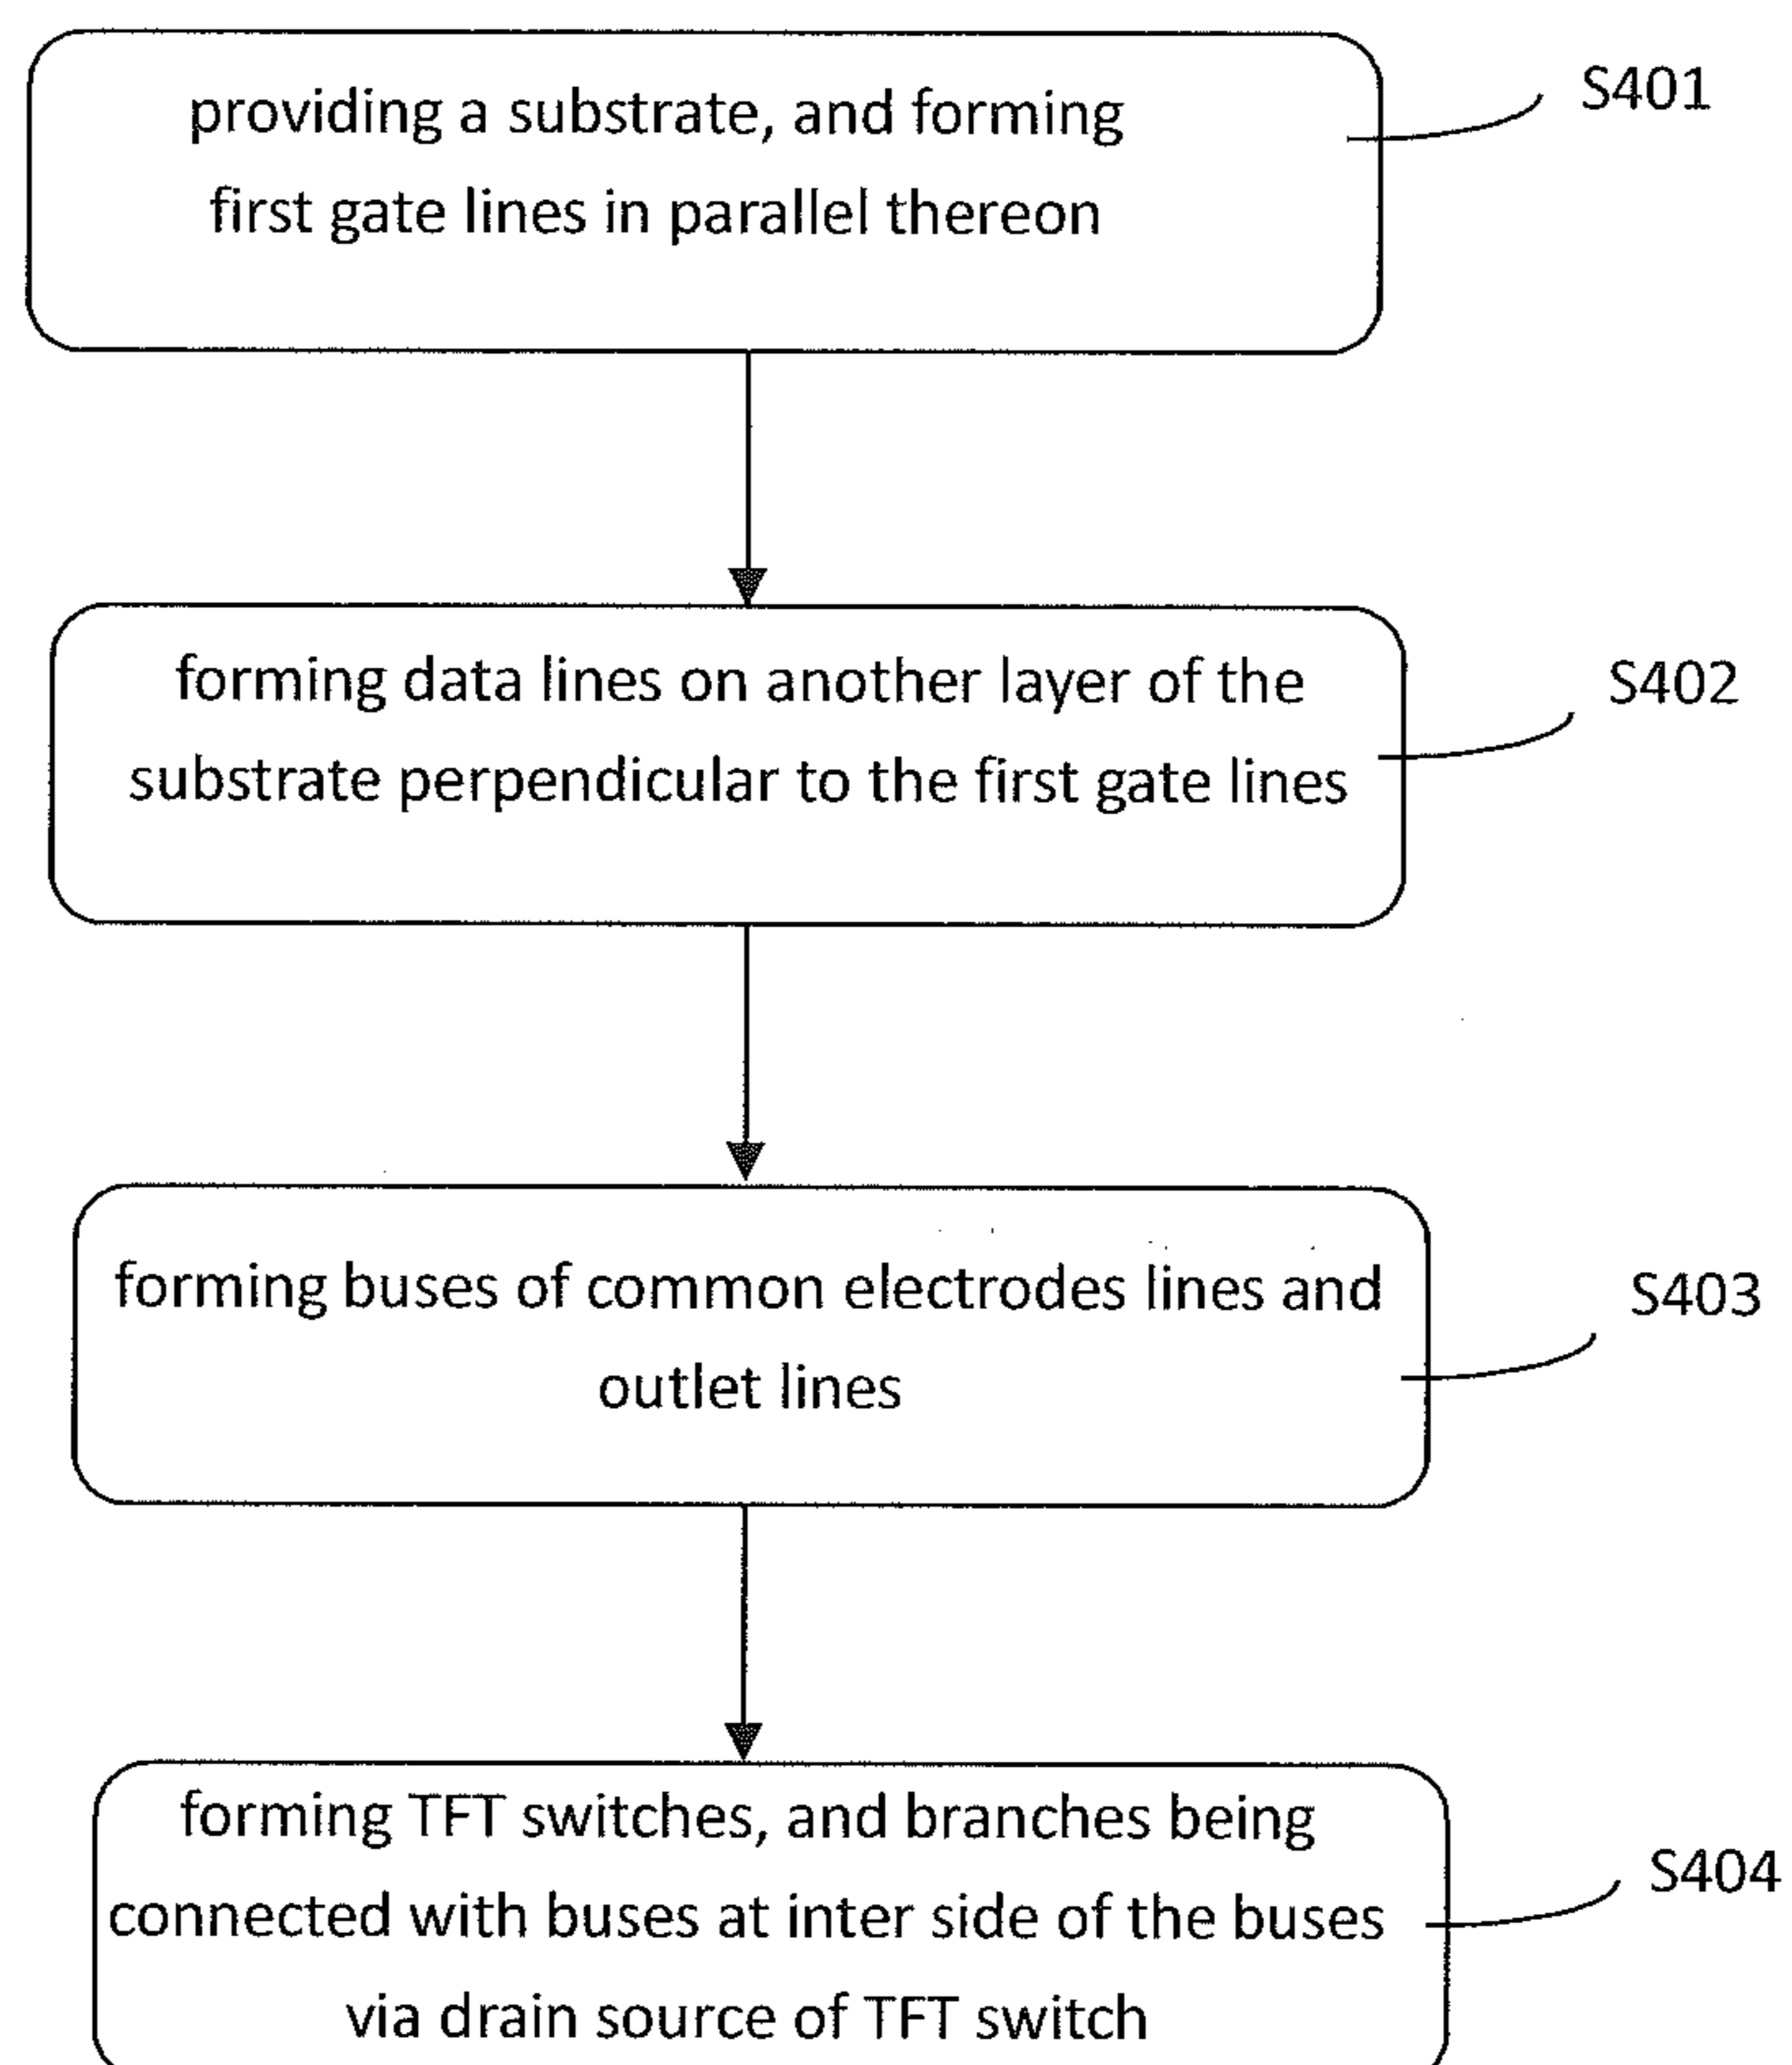 providing a substrate, and forming
first gate lines in parallel thereon
S401
forming data lines on another layer of the
substrate perpendicular to the first gate lines
S402
forming buses of common electrodes lines and
outlet lines
S403
forming TFT switches, and branches being
connected with buses at inter side of the buses
via drain source of TFT switch
S404